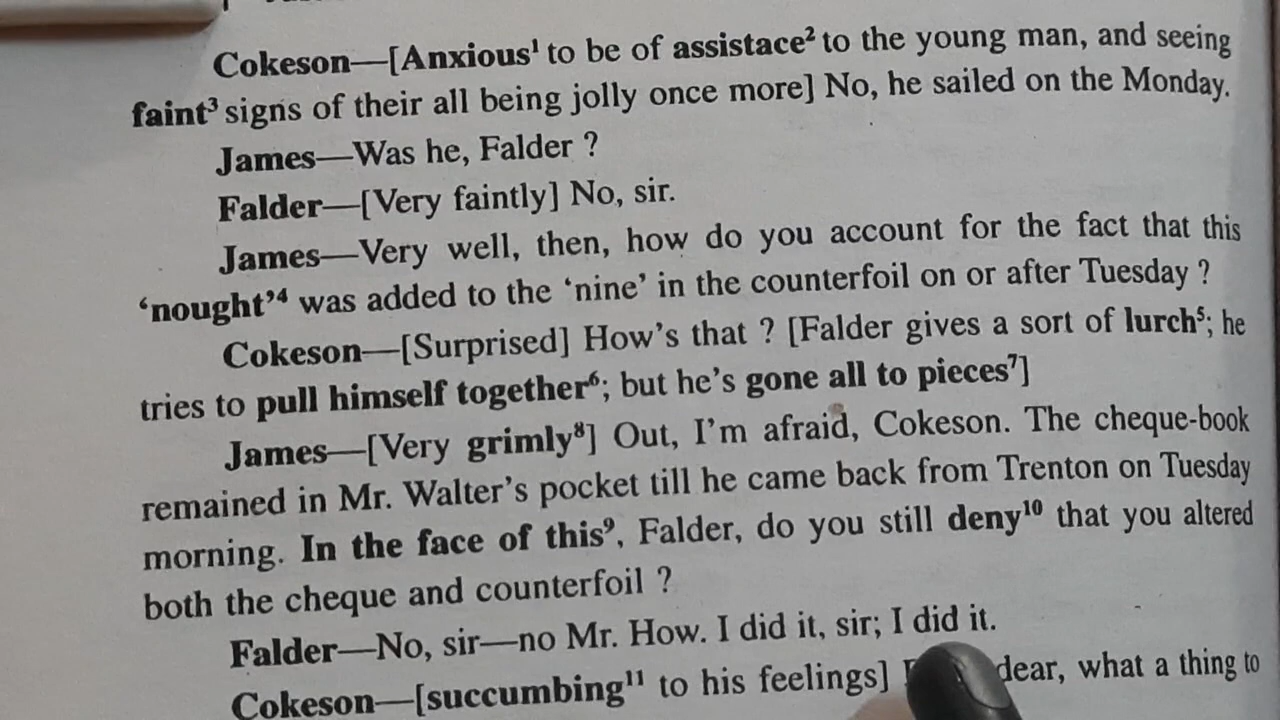 Cokeson—[Anxious¹ to be of assistace² to the young man, and seeing
faint³ signs of their all being jolly once more] No, he sailed on the Monday.
James—Was he, Falder ?
Falder—[Very faintly] No, sir.
James—Very well, then, how do you account for the fact that this
‘nought’⁴ was added to the ‘nine’ in the counterfoil on or after Tuesday ?
Cokeson—[Surprised] How’s that ? [Falder gives a sort of lurch⁵; he
tries to pull himself together⁶; but he’s gone all to pieces⁷]
James—[Very grimly⁸] Out, I’m afraid, Cokeson. The cheque-book
remained in Mr. Walter’s pocket till he came back from Trenton on Tuesday
morning. In the face of this⁹, Falder, do you still deny¹⁰ that you altered
both the cheque and counterfoil ?
Falder—No, sir—no Mr. How. I did it, sir; I did it.
Cokeson—[succumbing¹¹ to his feelings] dear, what a thing to